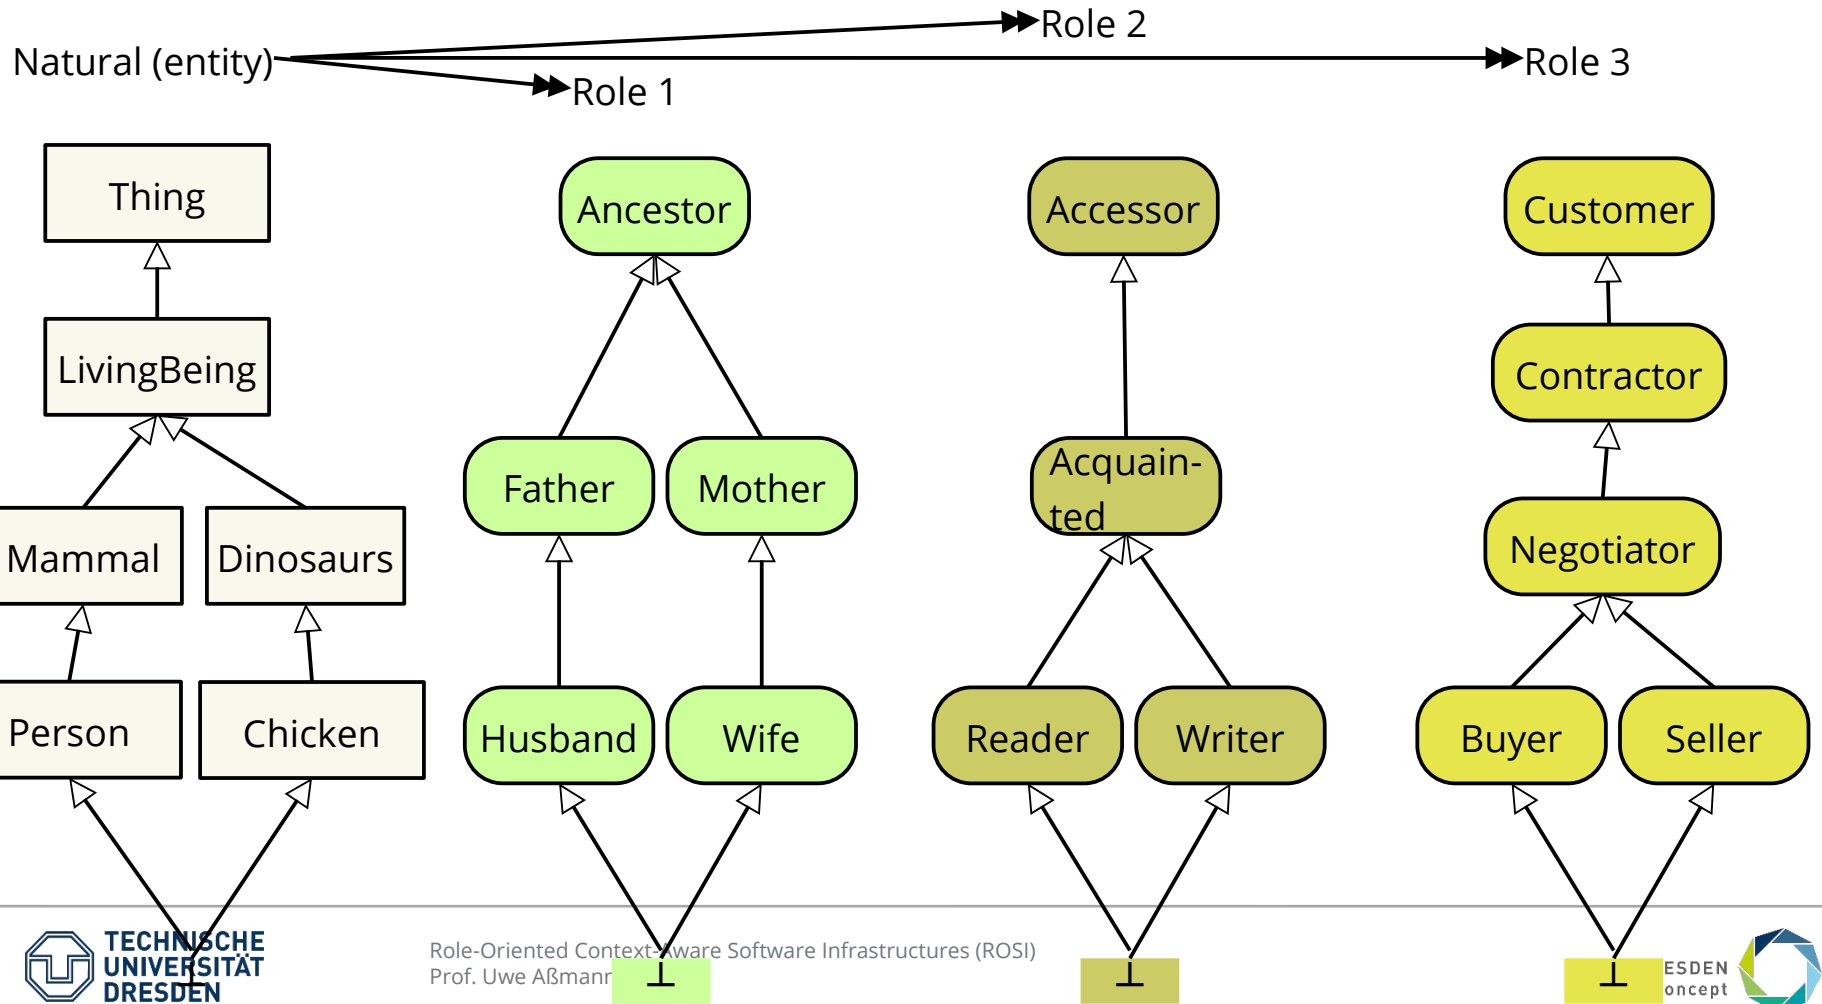 Role 2
Natural (entity)
Role 3
Role 1
Thing
Ancestor
Accessor
Customer
LivingBeing
Contractor
Acquain-
ted
Father
Mother
Negotiator
Mammal
Dinosaurs
Person
Chicken
Husband
Wife
Reader
Writer
Buyer
Seller
TECHNISCHE
UNIVERSITÄT
DRESDEN
Role-Oriented Context-Aware Software Infrastructures (ROSI)
Prof. Uwe Aßmann
⊥
⊥
⊥
⊥
ESDEN
oncept